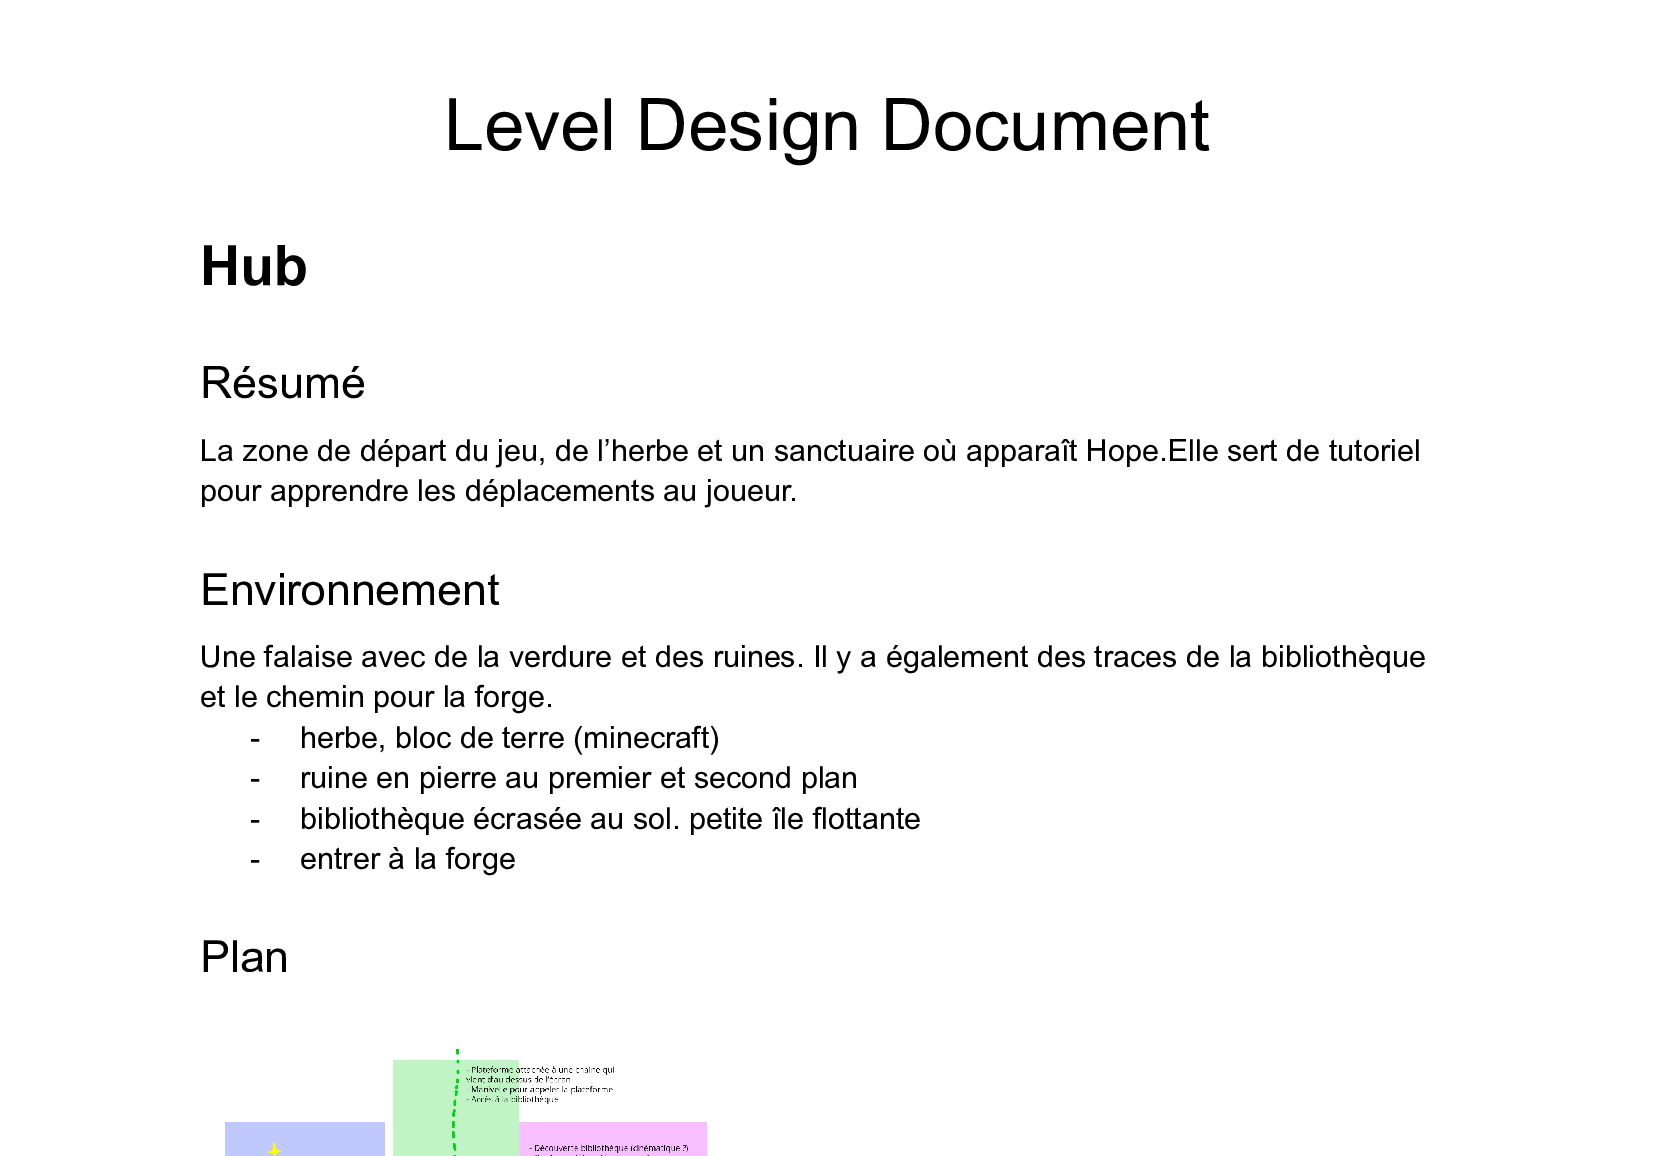 Level Design Document
Hub
Résumé
La zone de départ du jeu, de l’herbe et un sanctuaire où apparaît Hope.Elle sert de tutoriel
pour apprendre les déplacements au joueur.
Environnement
Une falaise avec de la verdure et des ruines. Il y a également des traces de la bibliothèque
et le chemin pour la forge.
- herbe, bloc de terre (minecraft)
- ruine en pierre au premier et second plan
- bibliothèque écrasée au sol. petite île flottante
- entrer à la forge
Plan
- Plateforme attachée à une chaîne qui
vient d'au dessus de l'écran
- Manivelle pour appeler la plateforme
- Accès à la bibliothèque
- Découverte bibliothèque (cinématique ?)